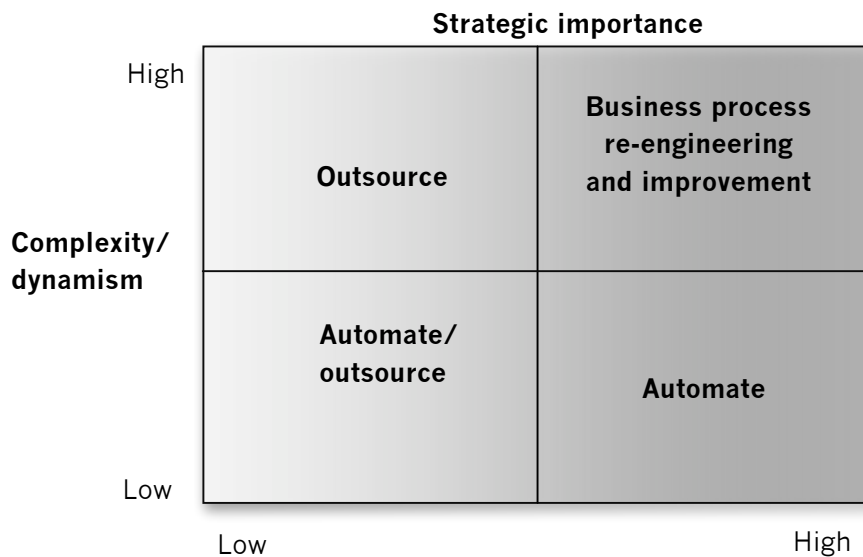 Strategic importance
High
Business process
re-engineering
and improvement
Outsource
Complexity/
dynamism
Automate/
outsource
Automate
Low
Low
High